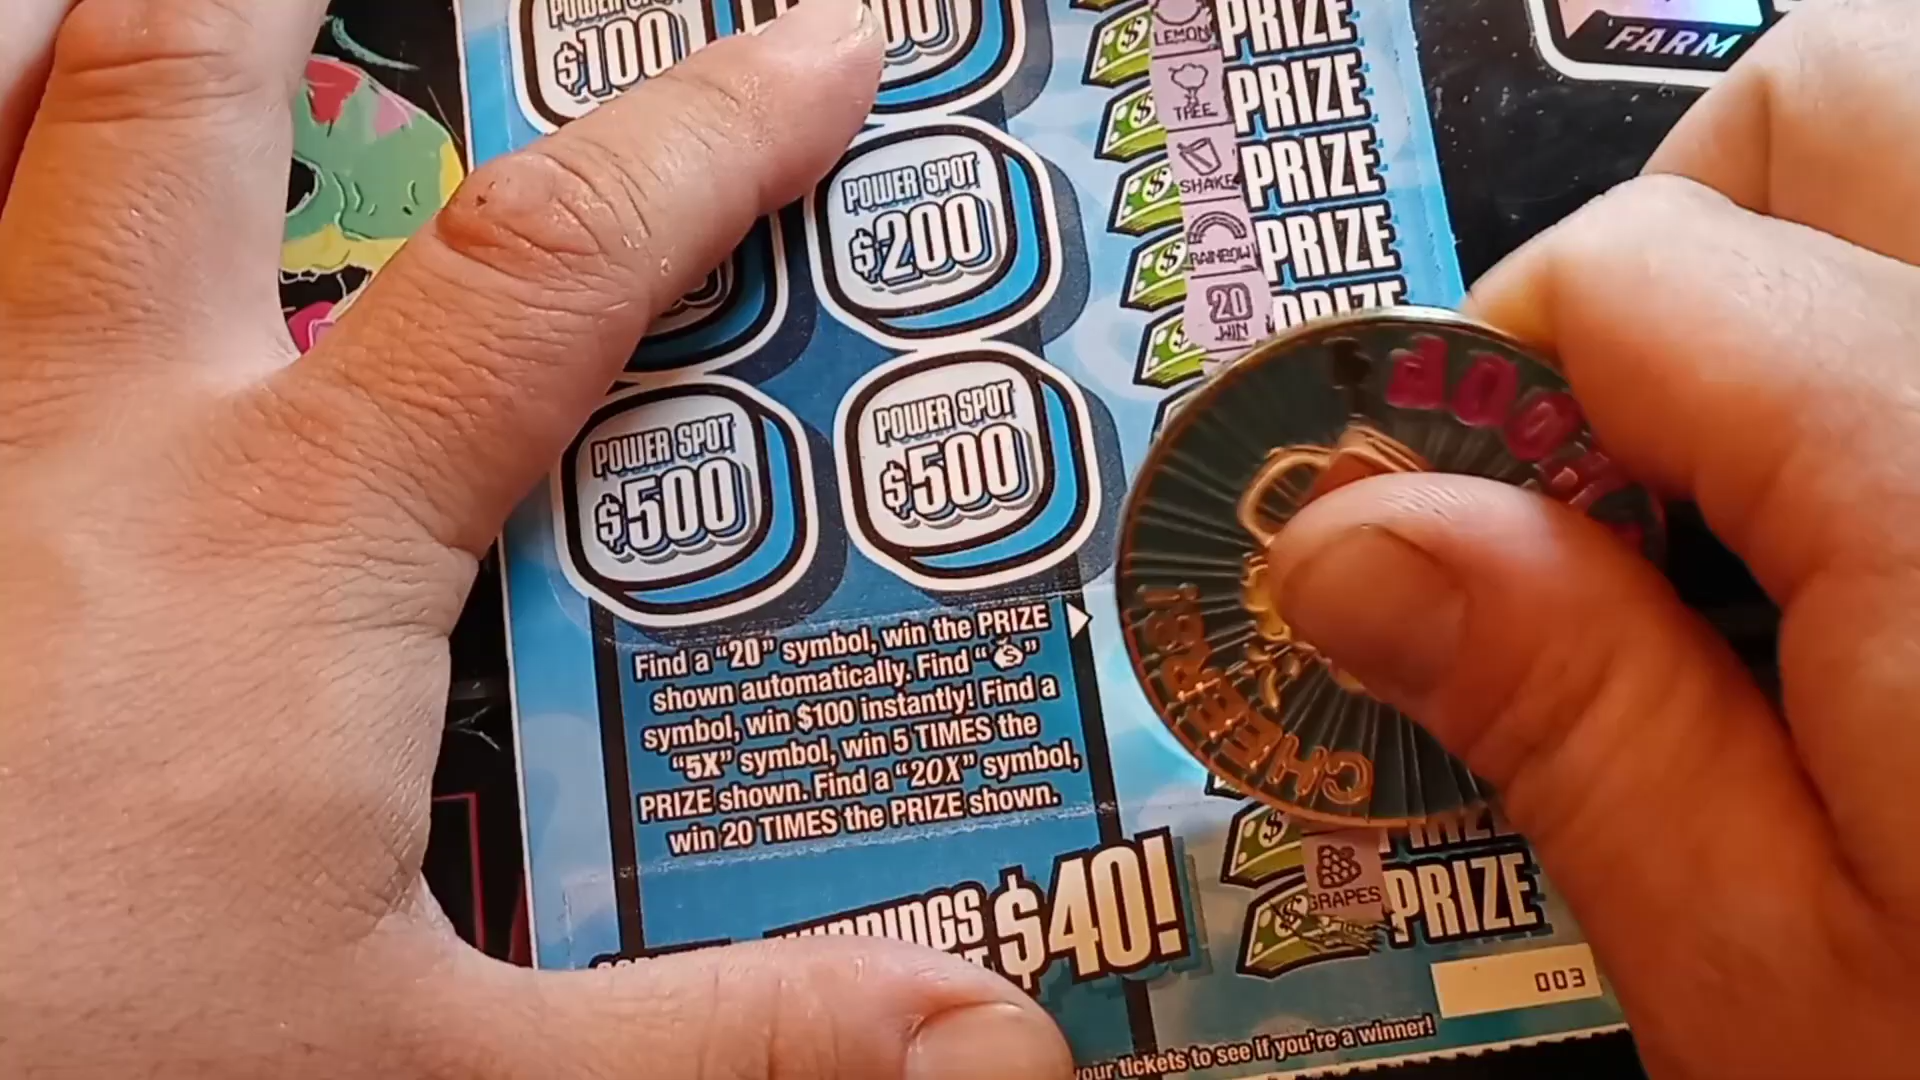 POWER SPOT
$100
FARM
LEMON
PRIZE
TREE
PRIZE
SHAKE
PRIZE
RAINBOW
PRIZE
20
WIN
PRIZE
POWER SPOT
$200
POWER SPOT
$500
POWER SPOT
$500
CHEERS!
Find a “20” symbol, win the PRIZE
shown automatically. Find “ ”
symbol, win $100 instantly! Find a
“5X” symbol, win 5 TIMES the
PRIZE shown. Find a “20X” symbol,
win 20 TIMES the PRIZE shown.
$40!
PRIZE
GRAPES
PRIZE
003
your tickets to see if you're a winner!